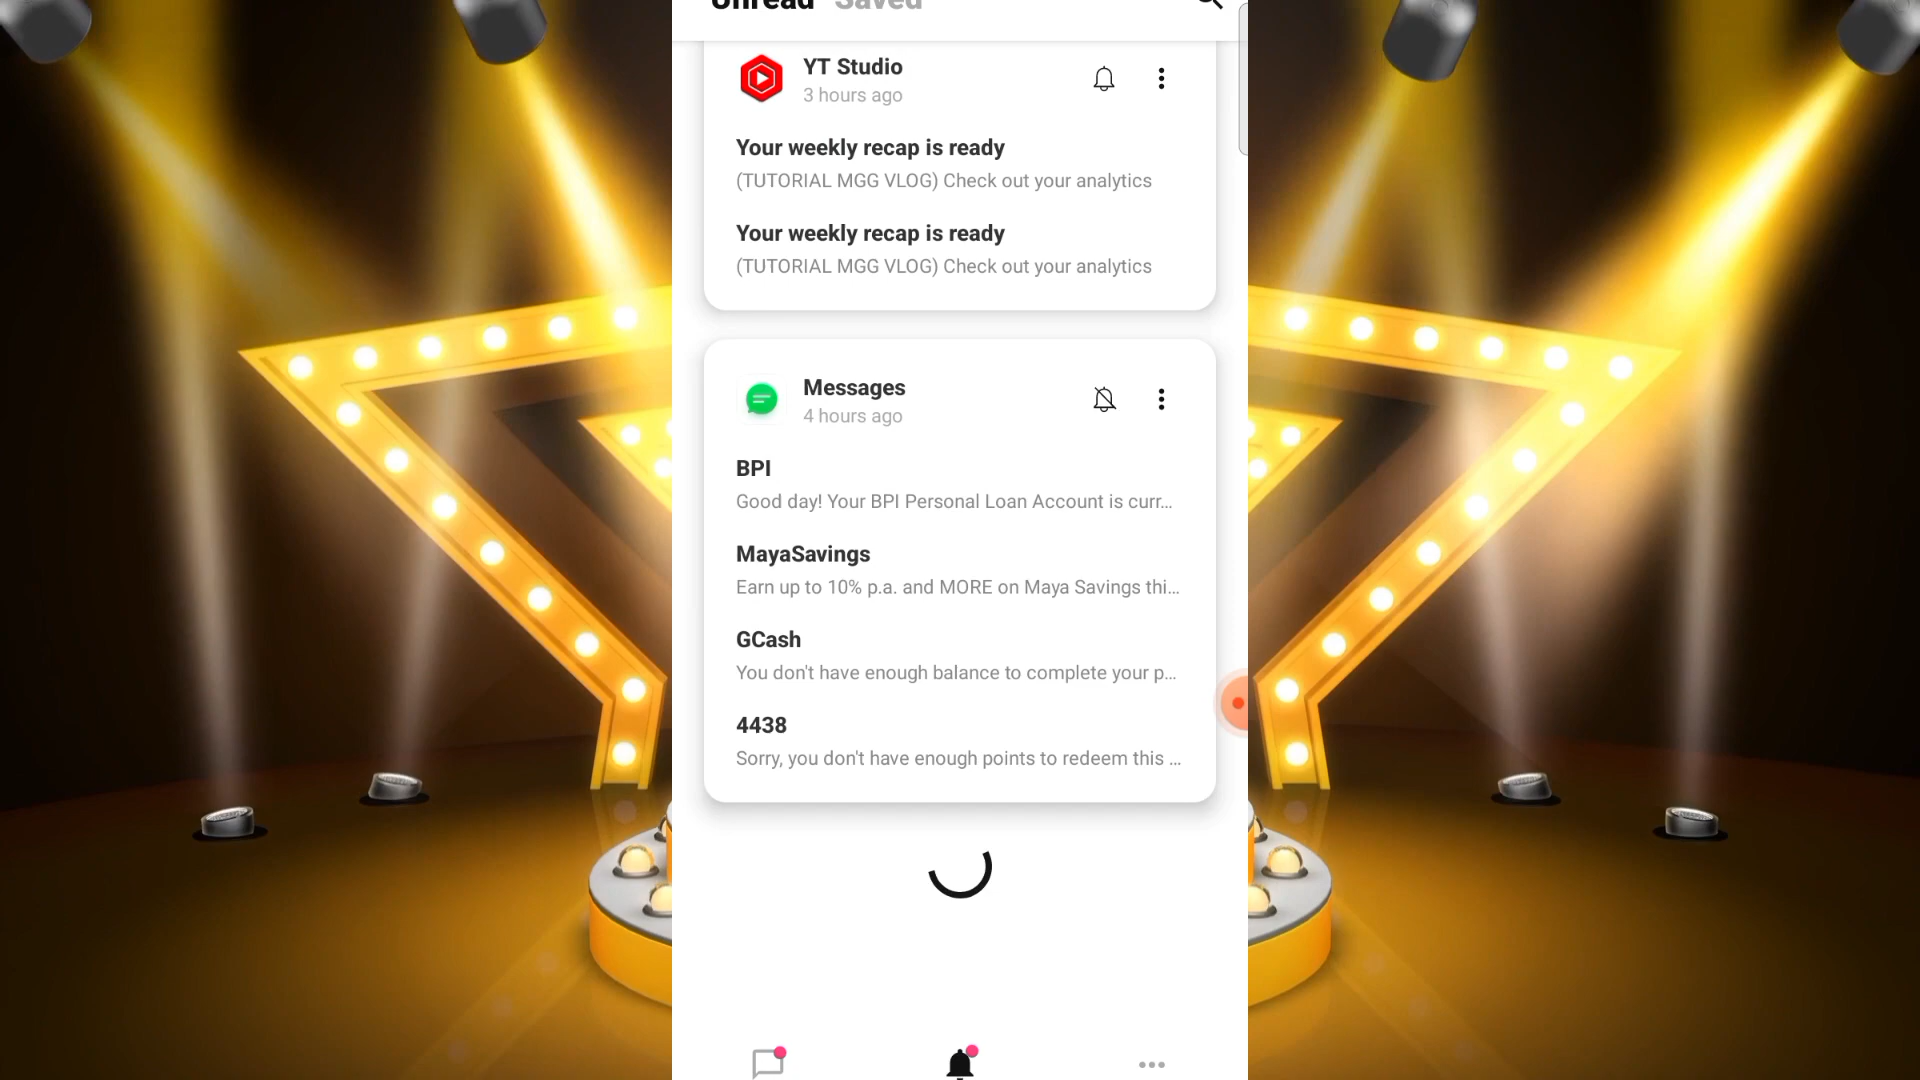 Unread Saved
YT Studio
3 hours ago
Your weekly recap is ready
(TUTORIAL MGG VLOG) Check out your analytics
Your weekly recap is ready
(TUTORIAL MGG VLOG) Check out your analytics
Messages
4 hours ago
BPI
Good day! Your BPI Personal Loan Account is curr...
MayaSavings
Earn up to 10% p.a. and MORE on Maya Savings thi...
GCash
You don't have enough balance to complete your p...
4438
Sorry, you don't have enough points to redeem this ...